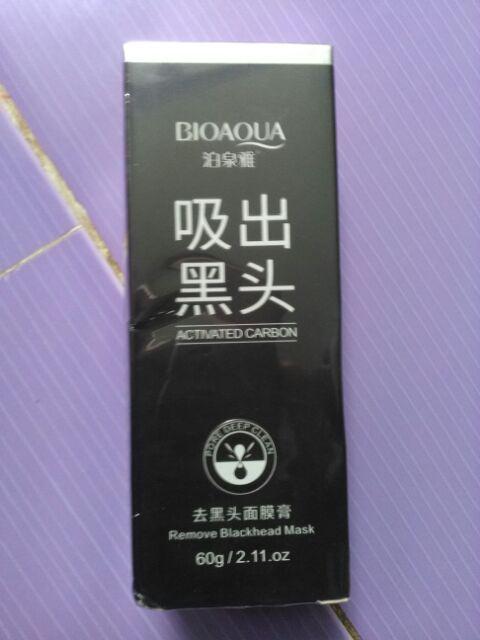 BIOAQUA
泊泉雅
吸出
黑头
ACTIVATED CARBON
PORE DEEP CLEAN
去黑头面膜膏
Remove Blackhead Mask
60g / 2.11.oz